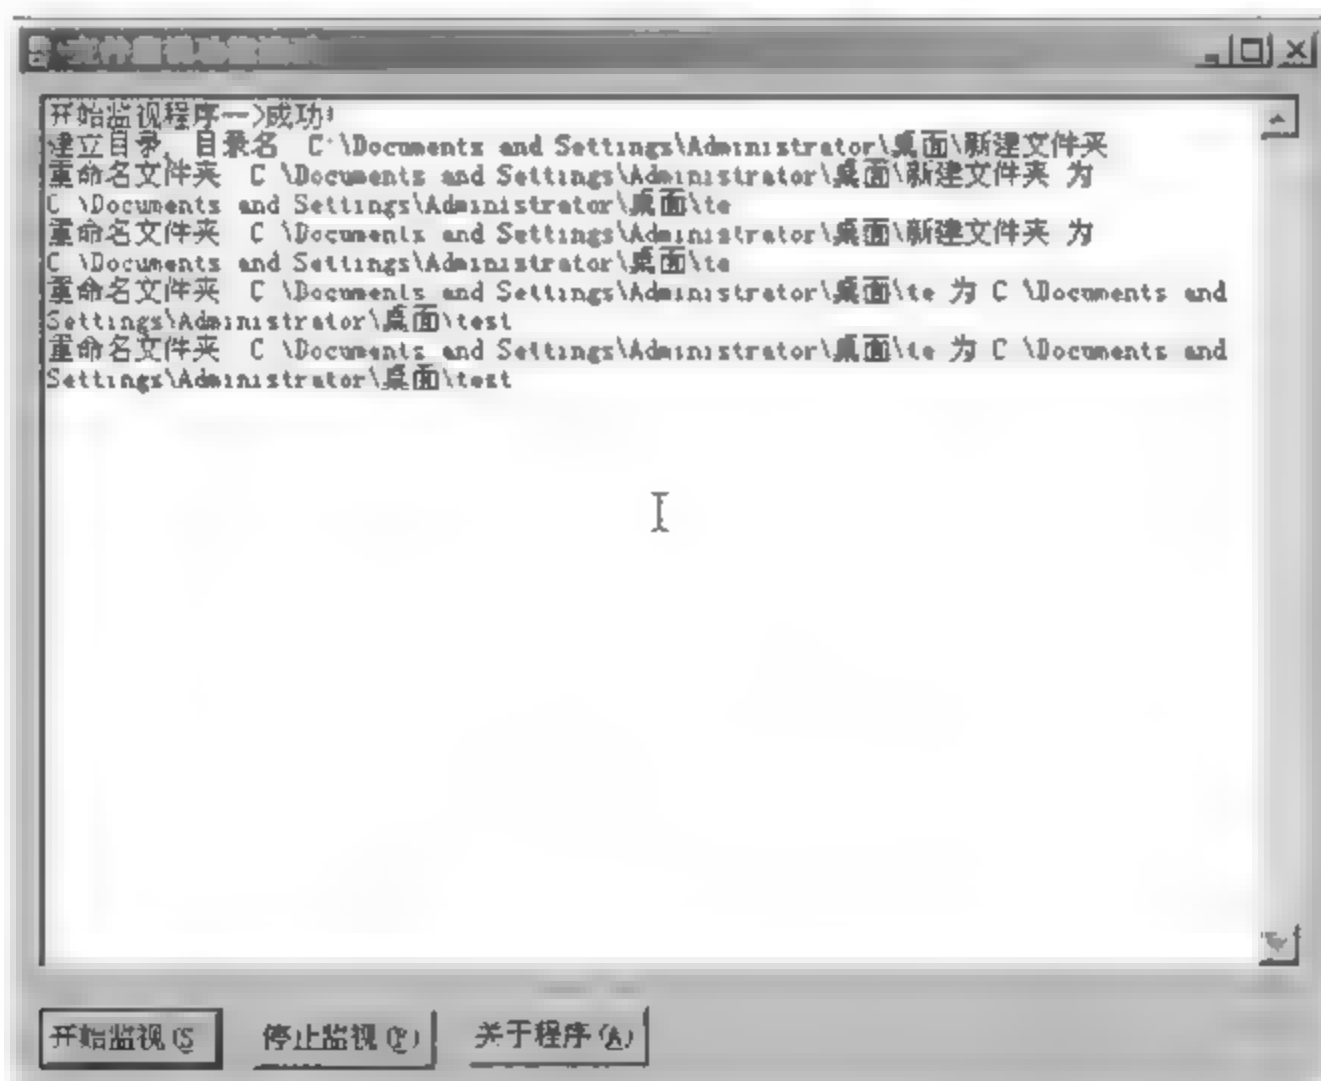 开始监视程序-->成功!
建立目录, 目录名 C:\Documents and Settings\Administrator\桌面\新建文件夹
重命名文件夹 C \Documents and Settings\Administrator\桌面\新建文件夹 为
C \Documents and Settings\Administrator\桌面\te
重命名文件夹 C \Documents and Settings\Administrator\桌面\新建文件夹 为
C \Documents and Settings\Administrator\桌面\te
重命名文件夹 C \Documents and Settings\Administrator\桌面\te 为 C \Documents and
Settings\Administrator\桌面\test
重命名文件夹 C \Documents and Settings\Administrator\桌面\te 为 C \Documents and
Settings\Administrator\桌面\test
开始监视(S 停止监视(P) 关于程序(A)